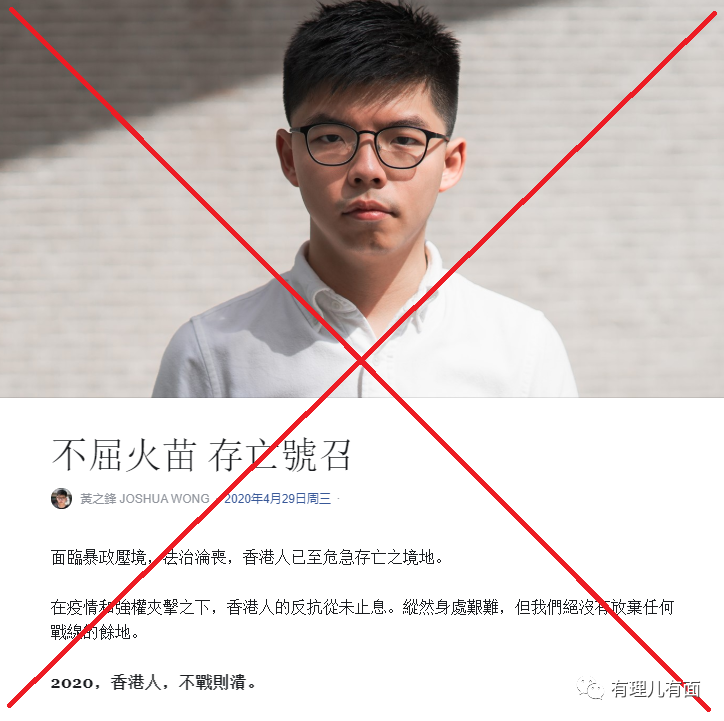 不屈火苗 存亡號召
黃之鋒 JOSHUA WONG · 2020年4月29日周三 ·
面臨暴政壓境，法治淪喪，香港人已至危急存亡之境地。
在疫情和強權夾擊之下，香港人的反抗從未止息。縱然身處艱難，但我們絕沒有放棄任何
戰線的餘地。
2020，香港人，不戰則潰。
有理儿有面